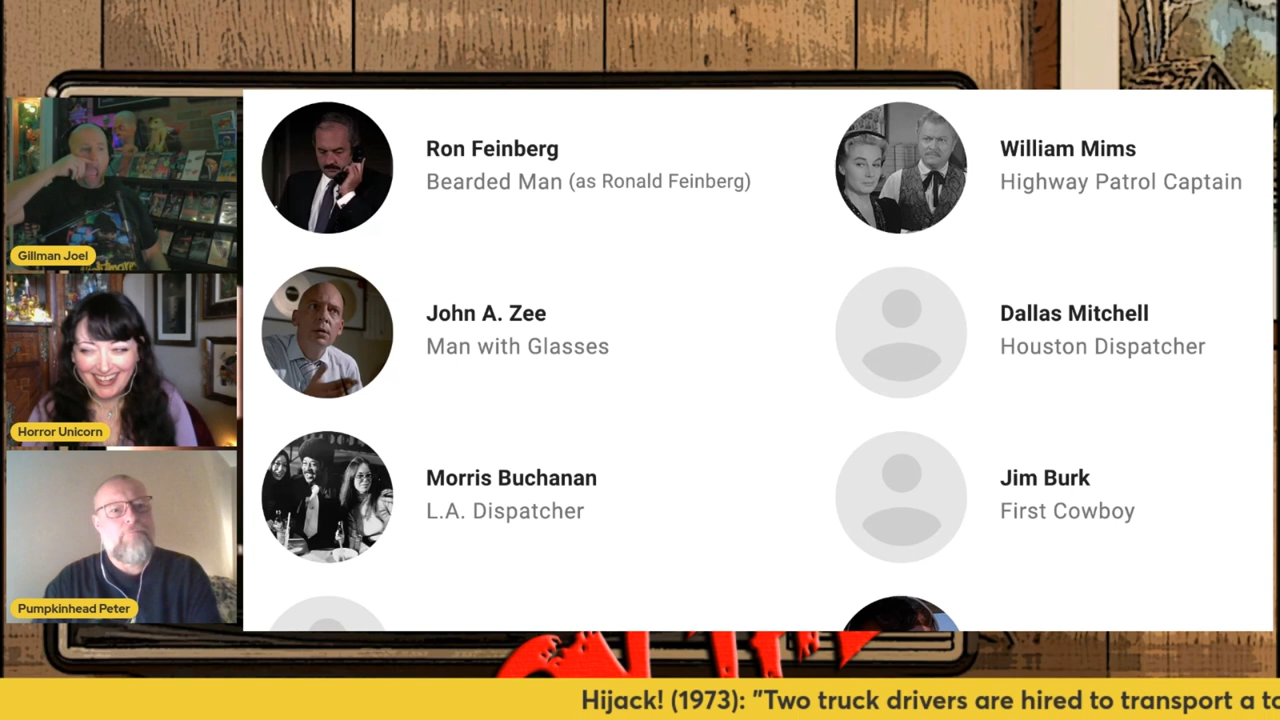 Gillman Joel
Horror Unicorn
Pumpkinhead Peter
Ron Feinberg
Bearded Man (as Ronald Feinberg)
William Mims
Highway Patrol Captain
John A. Zee
Man with Glasses
Dallas Mitchell
Houston Dispatcher
Morris Buchanan
L.A. Dispatcher
Jim Burk
First Cowboy
Hijack! (1973): "Two truck drivers are hired to transport a